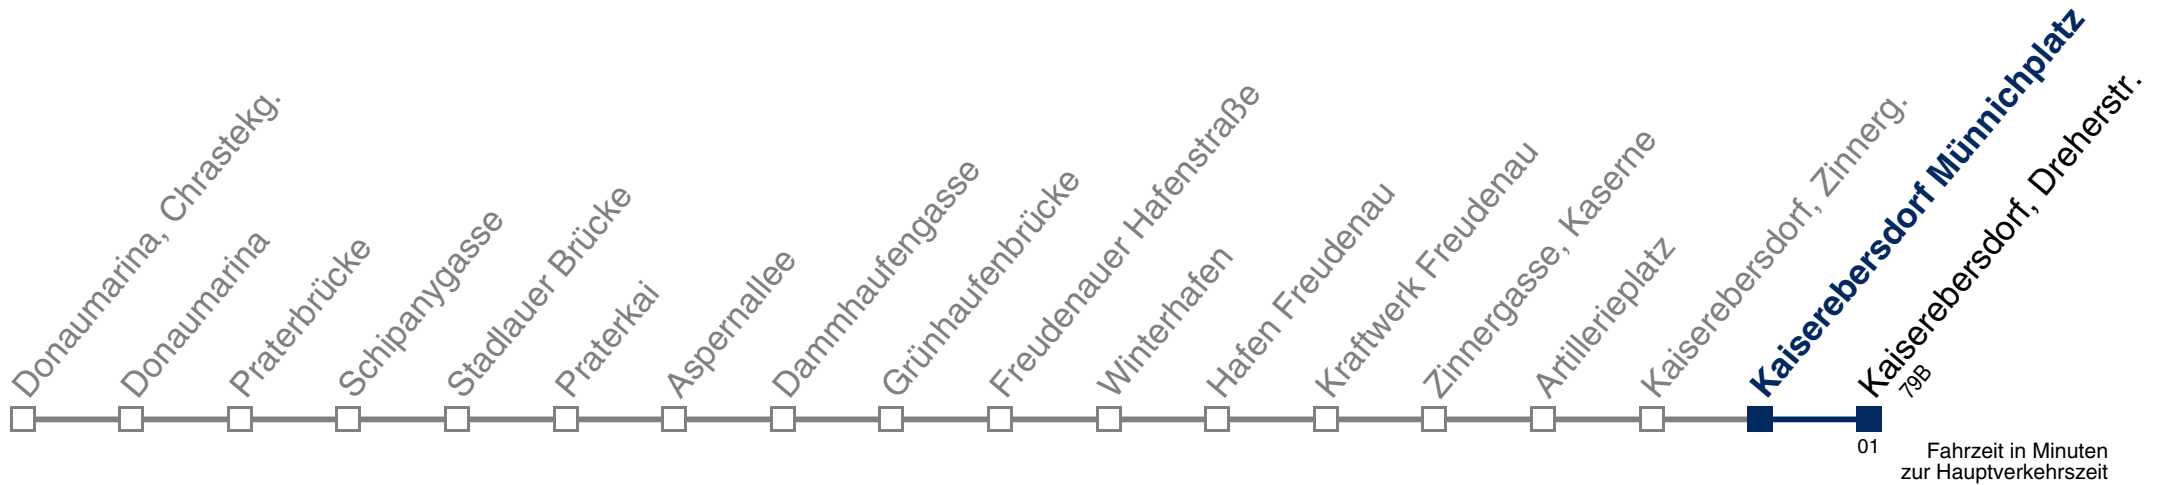 Donaumarina, Chrastekg.
Donaumarina
Praterbrücke
Schipanygasse
Stadlauer Brücke
Praterkai
Aspernallee
Dammhaufengasse
Grünhaufenbrücke
Freudenauer Hafenstraße
Winterhafen
Hafen Freudenau
Kraftwerk Freudenau
Zinnergasse, Kaserne
Artillerieplatz
Kaiserebersdorf, Zinnerg.
Kaiserebersdorf Münnichplatz
Kaiserebersdorf, Dreherstr.
79B
01
Fahrzeit in Minuten
zur Hauptverkehrszeit